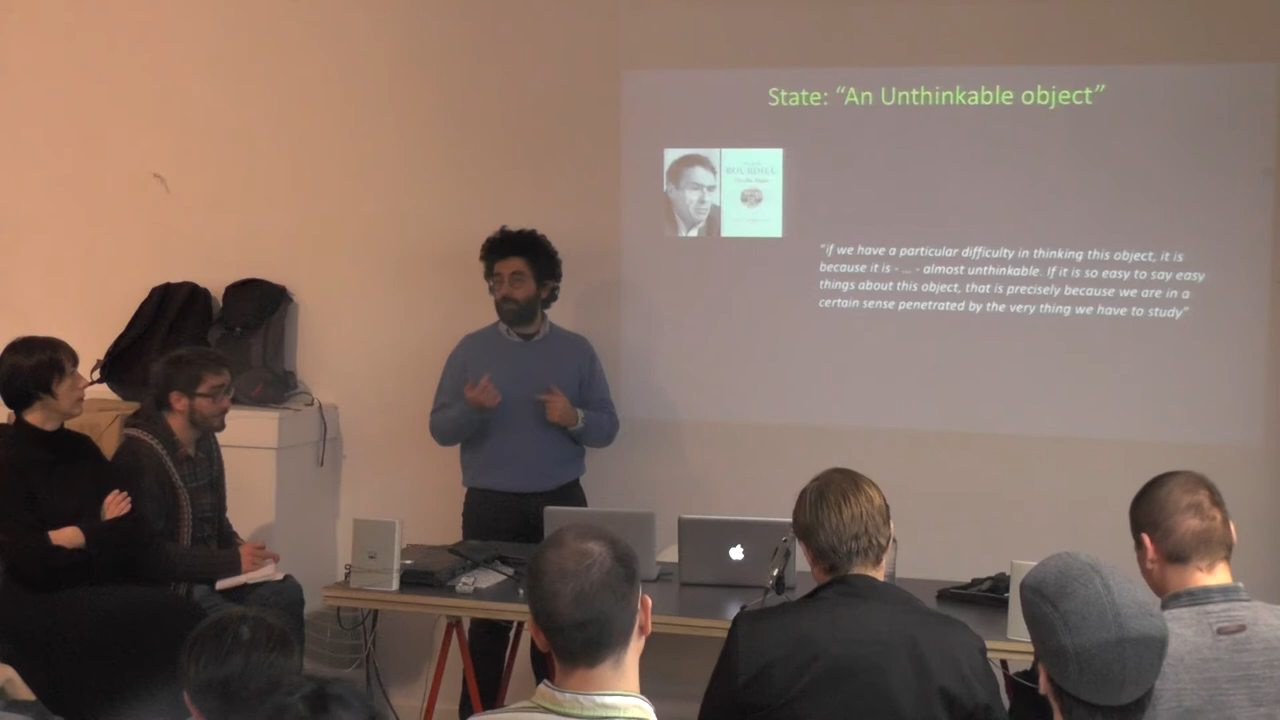 State: “An Unthinkable object”
BOURDIEU
“if we have a particular difficulty in thinking this object, it is
because it is - ... - almost unthinkable. If it is so easy to say easy
things about this object, that is precisely because we are in a
certain sense penetrated by the very thing we have to study”